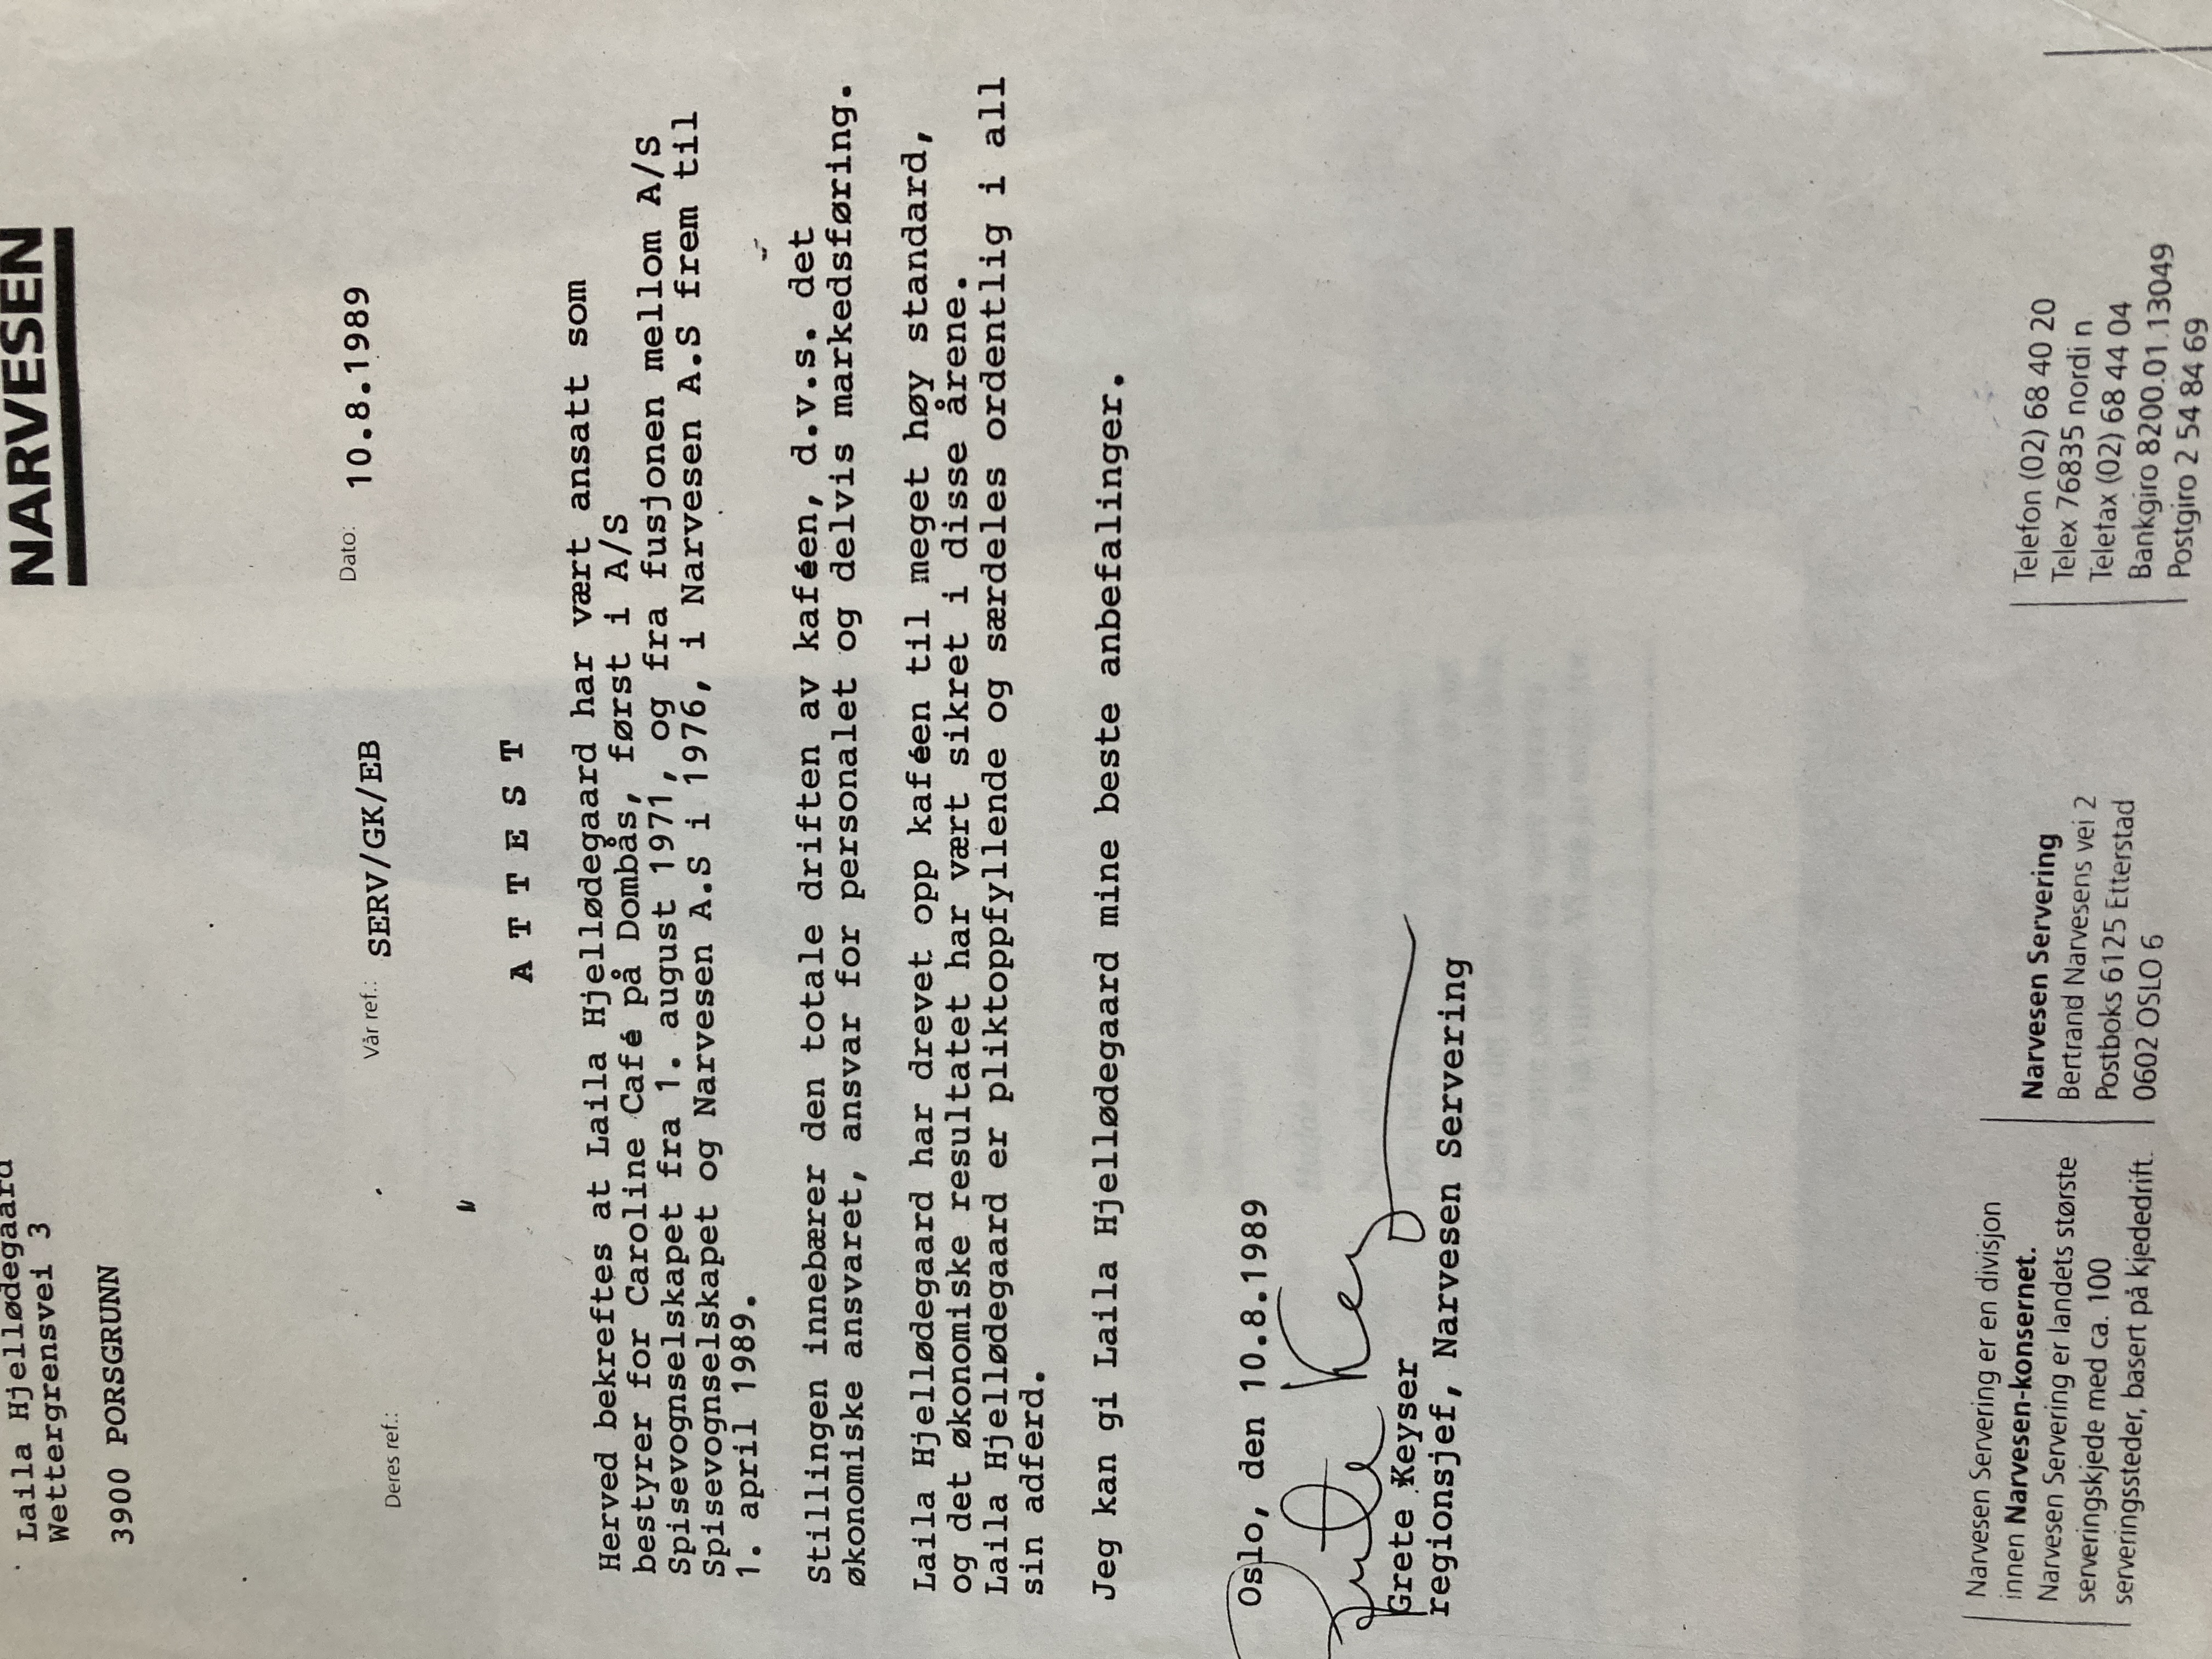 NARVESEN
Laila Hjellødegaard
Wettergrensvei 3
3900 PORSGRUNN
Deres ref.: Vår ref.: SERV/GK/EB Dato: 10.8.1989
A T T E S T
Herved bekreftes at Laila Hjellødegaard har vært ansatt som
bestyrer for Caroline Café på Dombås, først i A/S
Spisevognselskapet fra 1. august 1971, og fra fusjonen mellom A/S
Spisevognselskapet og Narvesen A.S i 1976, i Narvesen A.S frem til
1. april 1989.
Stillingen innebærer den totale driften av kaféen, d.v.s. det
økonomiske ansvaret, ansvar for personalet og delvis markedsføring.
Laila Hjellødegaard har drevet opp kaféen til meget høy standard,
og det økonomiske resultatet har vært sikret i disse årene.
Laila Hjellødegaard er pliktoppfyllende og særdeles ordentlig i all
sin adferd.
Jeg kan gi Laila Hjellødegaard mine beste anbefalinger.
Oslo, den 10.8.1989
Grete Keyser
Grete Keyser
regionsjef, Narvesen Servering
Narvesen Servering er en divisjon
innen Narvesen-konsernet.
Narvesen Servering er landets største
serveringskjede med ca. 100
serveringssteder, basert på kjededrift.
Narvesen Servering
Bertrand Narvesens vei 2
Postboks 6125 Etterstad
0602 OSLO 6
Telefon (02) 68 40 20
Telex 76835 nordi n
Telefax (02) 68 44 04
Bankgiro 8200.01.13049
Postgiro 2 54 84 69